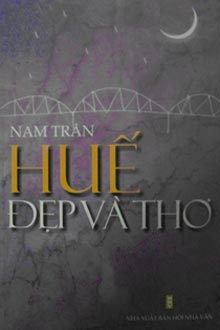 NAM TRÂN
HUẾ
ĐẸP VÀ THƠ
NHÀ XUẤT BẢN HỘI NHÀ VĂN